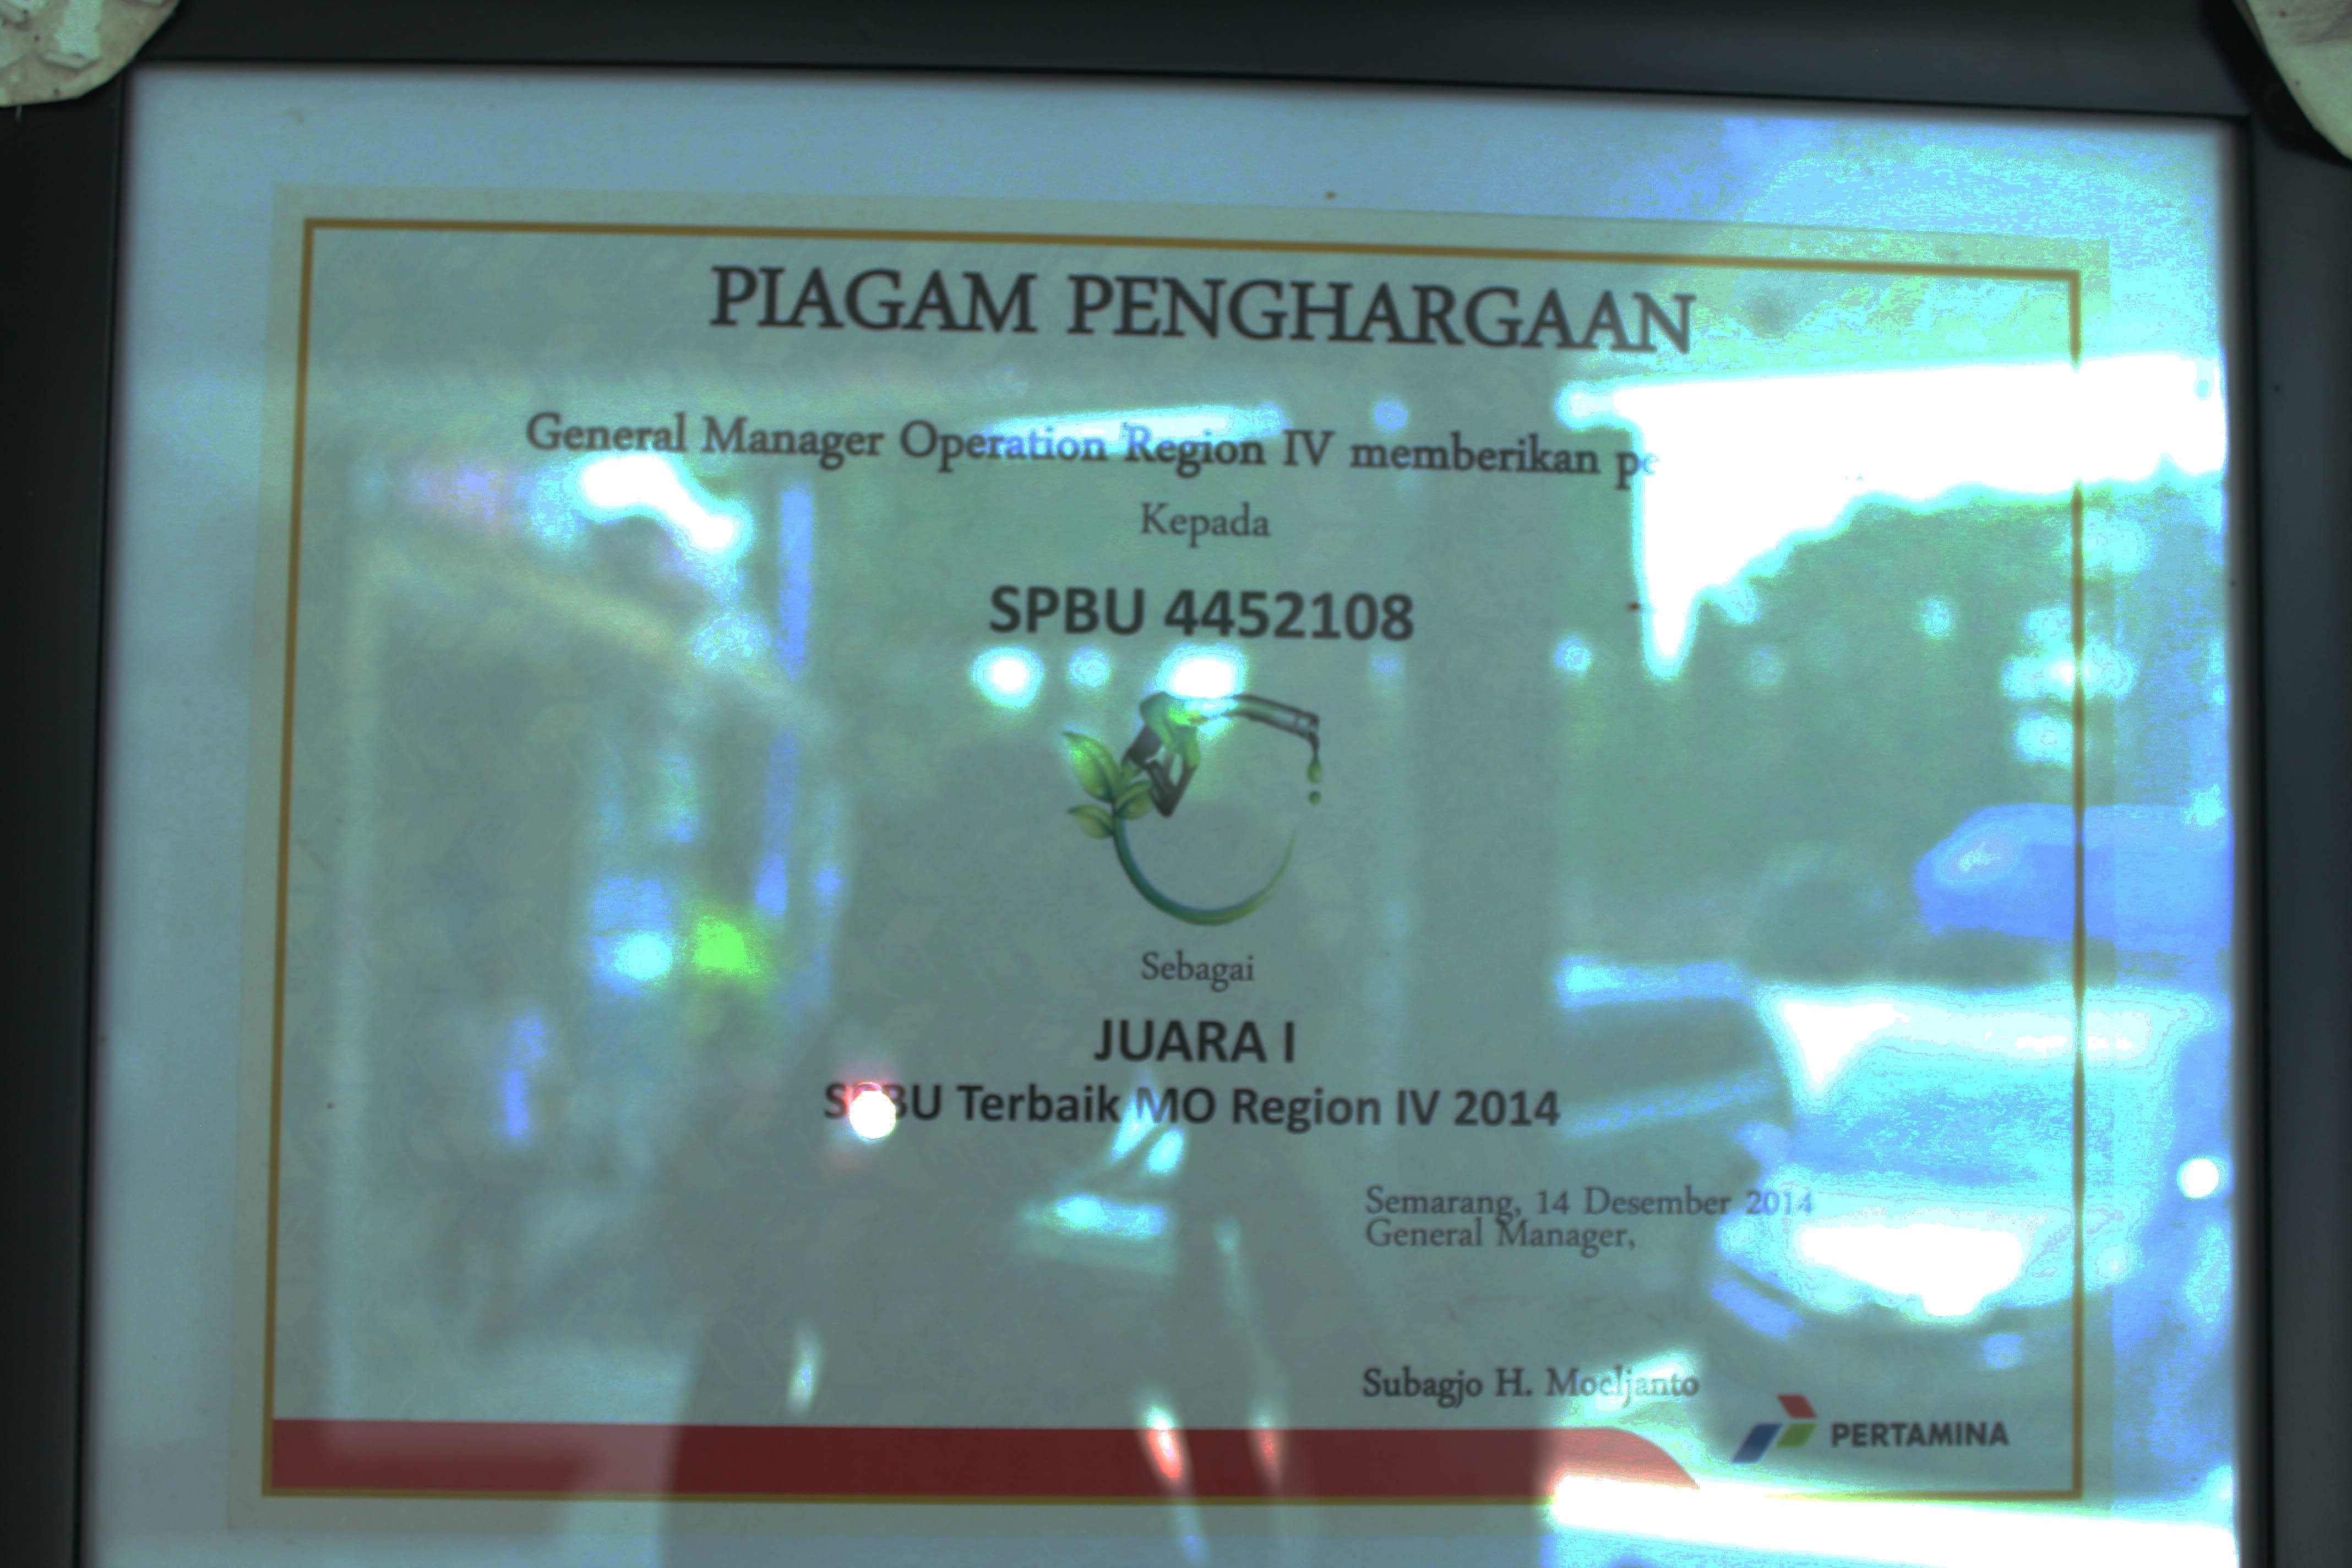 PIAGAM PENGHARGAAN
General Manager Operation Region IV memberikan
Kepada
SPBU 4452108
Sebagai
JUARA I
SPBU Terbaik MO Region IV 2014
Semarang, 14 Desember 2014
General Manager,
Subagjo H. Moeljanto
PERTAMINA